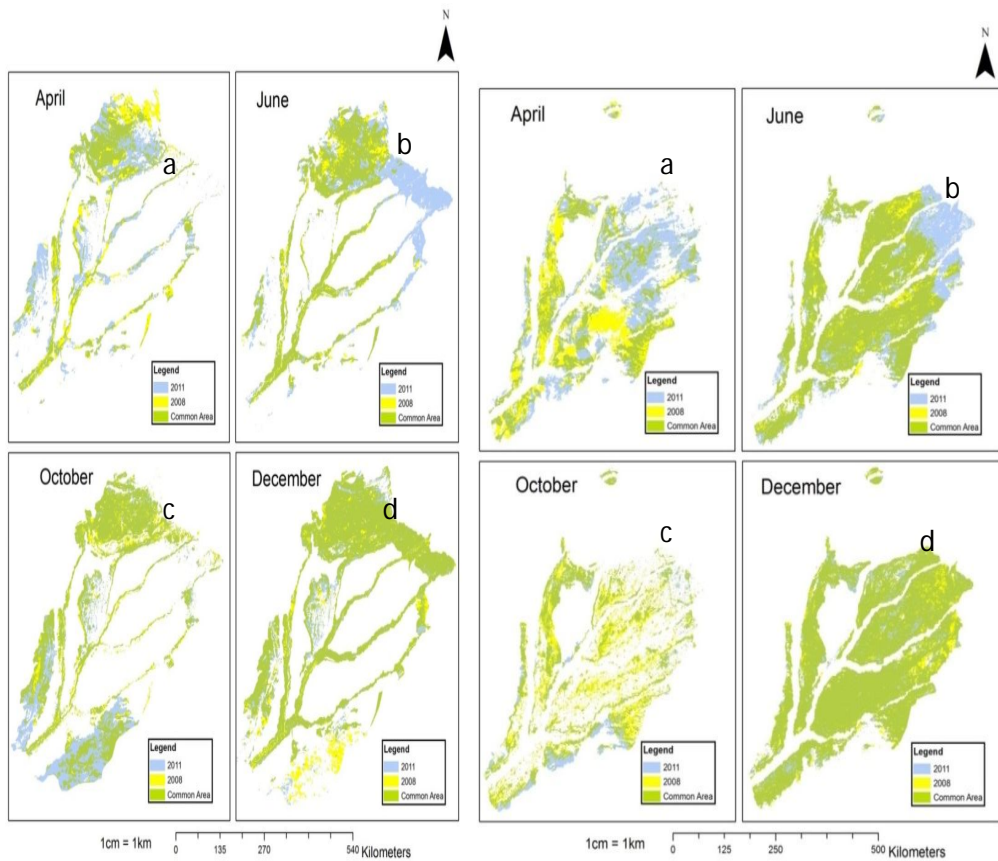 N
April
a
Legend
2011
2008
Common Area
June
b
Legend
2011
2008
Common Area
October
c
Legend
2011
2008
Common Area
December
d
Legend
2011
2008
Common Area
1cm = 1km
0 135 270 540 Kilometers
N
April
a
Legend
2011
2008
Common Area
June
b
Legend
2011
2008
Common Area
October
c
Legend
2011
2008
Common Area
December
d
Legend
2011
2008
Common Area
1cm = 1km
0 125 250 500 Kilometers